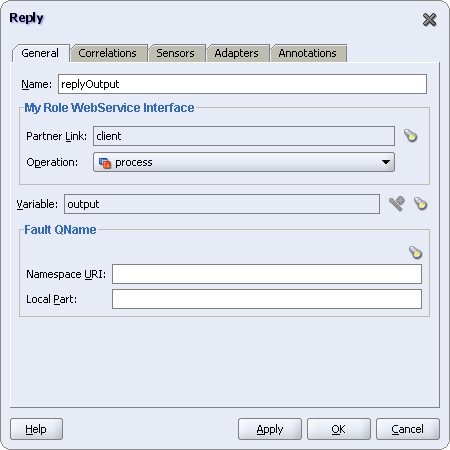 Reply
General Correlations Sensors Adapters Annotations
Name: replyOutput
My Role WebService Interface
Partner Link: client
Operation: process
Variable: output
Fault QName
Namespace URI:
Local Part:
Help Apply OK Cancel